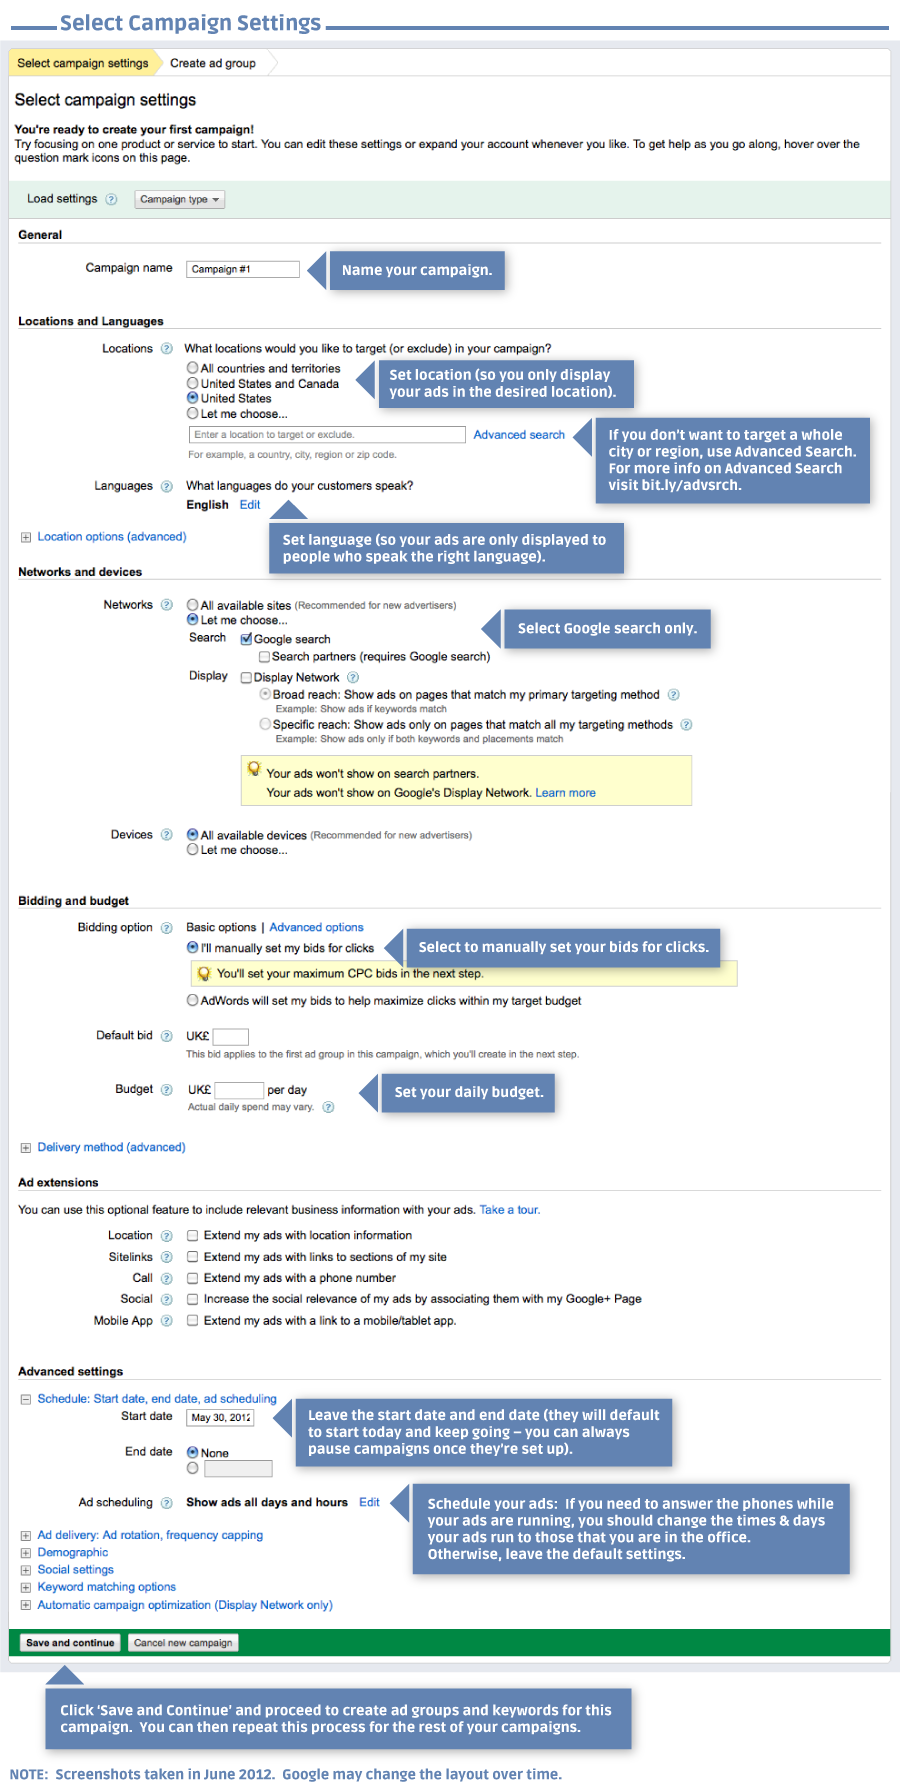 Select Campaign Settings
Select campaign settings
Create ad group
Select campaign settings
You're ready to create your first campaign!
Try focusing on one product or service to start. You can edit these settings or expand your account whenever you like. To get help as you go along, hover over the
question mark icons on this page.
Load settings ? Campaign type
General
Campaign name Campaign #1
Name your campaign.
Locations and Languages
Locations ? What locations would you like to target (or exclude) in your campaign?
All countries and territories
United States and Canada
United States
Let me choose...
Set location (so you only display
your ads in the desired location).
Enter a location to target or exclude. Advanced search
For example, a country, city, region or zip code.
If you don't want to target a whole
city or region, use Advanced Search.
For more info on Advanced Search
visit bit.ly/advsrch.
Languages ? What languages do your customers speak?
English Edit
Set language (so your ads are only displayed to
people who speak the right language).
Location options (advanced)
Networks and devices
Networks ? All available sites (Recommended for new advertisers)
Let me choose...
Search Google search
Search partners (requires Google search)
Select Google search only.
Display Display Network ?
Broad reach: Show ads on pages that match my primary targeting method ?
Example: Show ads if keywords match
Specific reach: Show ads only on pages that match all my targeting methods ?
Example: Show ads only if both keywords and placements match
Your ads won't show on search partners.
Your ads won't show on Google's Display Network. Learn more
Devices ? All available devices (Recommended for new advertisers)
Let me choose...
Bidding and budget
Bidding option ? Basic options | Advanced options
I'll manually set my bids for clicks
Select to manually set your bids for clicks.
You'll set your maximum CPC bids in the next step.
AdWords will set my bids to help maximize clicks within my target budget
Default bid ? UK£
This bid applies to the first ad group in this campaign, which you'll create in the next step.
Budget ? UK£ per day
Actual daily spend may vary. ?
Set your daily budget.
Delivery method (advanced)
Ad extensions
You can use this optional feature to include relevant business information with your ads. Take a tour.
Location ? Extend my ads with location information
Sitelinks ? Extend my ads with links to sections of my site
Call ? Extend my ads with a phone number
Social ? Increase the social relevance of my ads by associating them with my Google+ Page
Mobile App ? Extend my ads with a link to a mobile/tablet app.
Advanced settings
Schedule: Start date, end date, ad scheduling
Start date May 30, 2012
End date None
Leave the start date and end date (they will default
to start today and keep going – you can always
pause campaigns once they're set up).
Ad scheduling ? Show ads all days and hours Edit
Schedule your ads: If you need to answer the phones while
your ads are running, you should change the times & days
your ads run to those that you are in the office.
Otherwise, leave the default settings.
Ad delivery: Ad rotation, frequency capping
Demographic
Social settings
Keyword matching options
Automatic campaign optimization (Display Network only)
Save and continue Cancel new campaign
Click 'Save and Continue' and proceed to create ad groups and keywords for this
campaign. You can then repeat this process for the rest of your campaigns.
NOTE: Screenshots taken in June 2012. Google may change the layout over time.